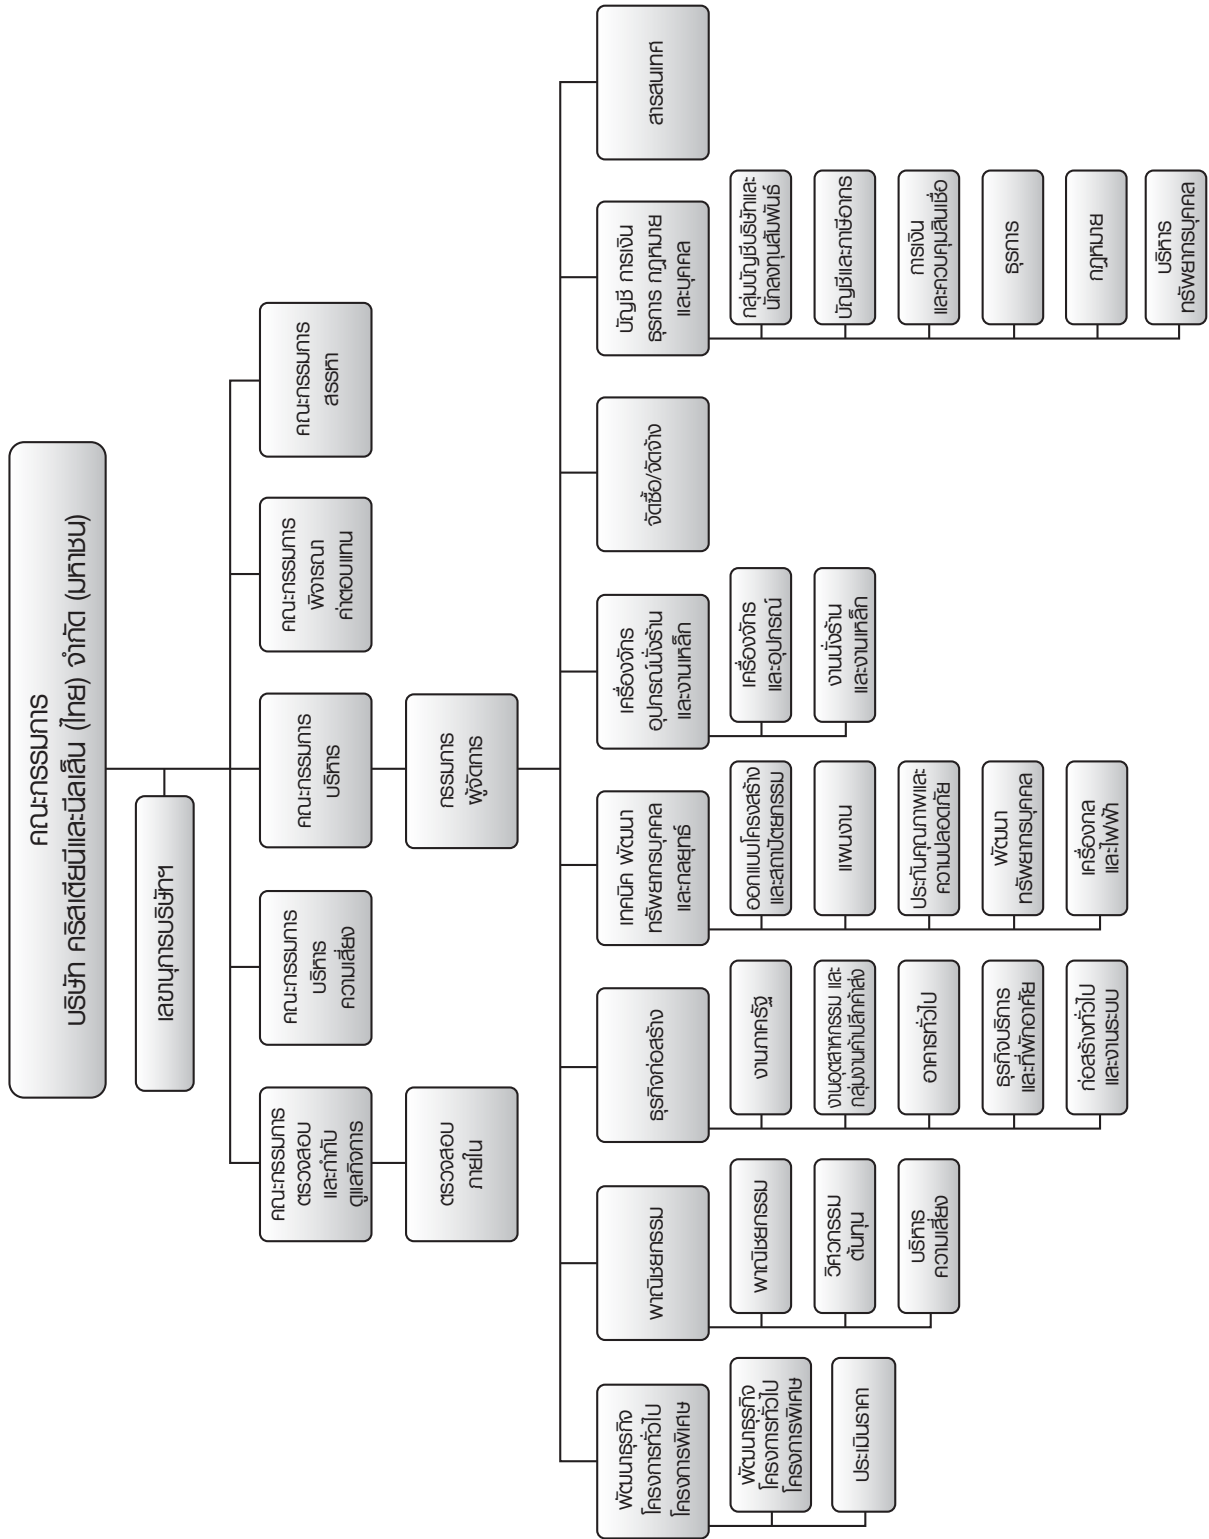 คณะกรรมการ
บริษัท คริสเตียนีและนีลเส็น (ไทย) จำกัด (มหาชน)
เลขานุการบริษัทฯ
คณะกรรมการ
ตรวจสอบ
และกำกับ
ดูแลกิจการ
คณะกรรมการ
บริหาร
ความเสี่ยง
คณะกรรมการ
บริหาร
คณะกรรมการ
พิจารณา
ค่าตอบแทน
คณะกรรมการ
สรรหา
ตรวจสอบ
ภายใน
กรรมการ
ผู้จัดการ
พัฒนาธุรกิจ
โครงการทั่วไป
โครงการพิเศษ
พัฒนาธุรกิจ
โครงการทั่วไป
โครงการพิเศษ
ประเมินราคา
พาณิชยกรรม
พาณิชยกรรม
วิศวกรรม
ต้นทุน
บริหาร
ความเสี่ยง
ธุรกิจก่อสร้าง
งานภาครัฐ
งานอุตสาหกรรม และ
กลุ่มงานค้าปลีกค้าส่ง
อาคารทั่วไป
ธุรกิจบริการ
และที่พักอาศัย
ก่อสร้างทั่วไป
และงานระบบ
เทคนิค พัฒนา
ทรัพยากรบุคคล
และกลยุทธ์
ออกแบบโครงสร้าง
และสถาปัตยกรรม
แผนงาน
ประกันคุณภาพและ
ความปลอดภัย
พัฒนา
ทรัพยากรบุคคล
เครื่องกล
และไฟฟ้า
เครื่องจักร
อุปกรณ์นั่งร้าน
และงานเหล็ก
เครื่องจักร
และอุปกรณ์
งานนั่งร้าน
และงานเหล็ก
จัดซื้อ/จัดจ้าง
บัญชี การเงิน
ธุรการ กฎหมาย
และบุคคล
กลุ่มบัญชีบริษัทและ
นักลงทุนสัมพันธ์
บัญชีและภาษีอากร
การเงิน
และควบคุมสินเชื่อ
ธุรการ
กฎหมาย
บริหาร
ทรัพยากรบุคคล
สารสนเทศ